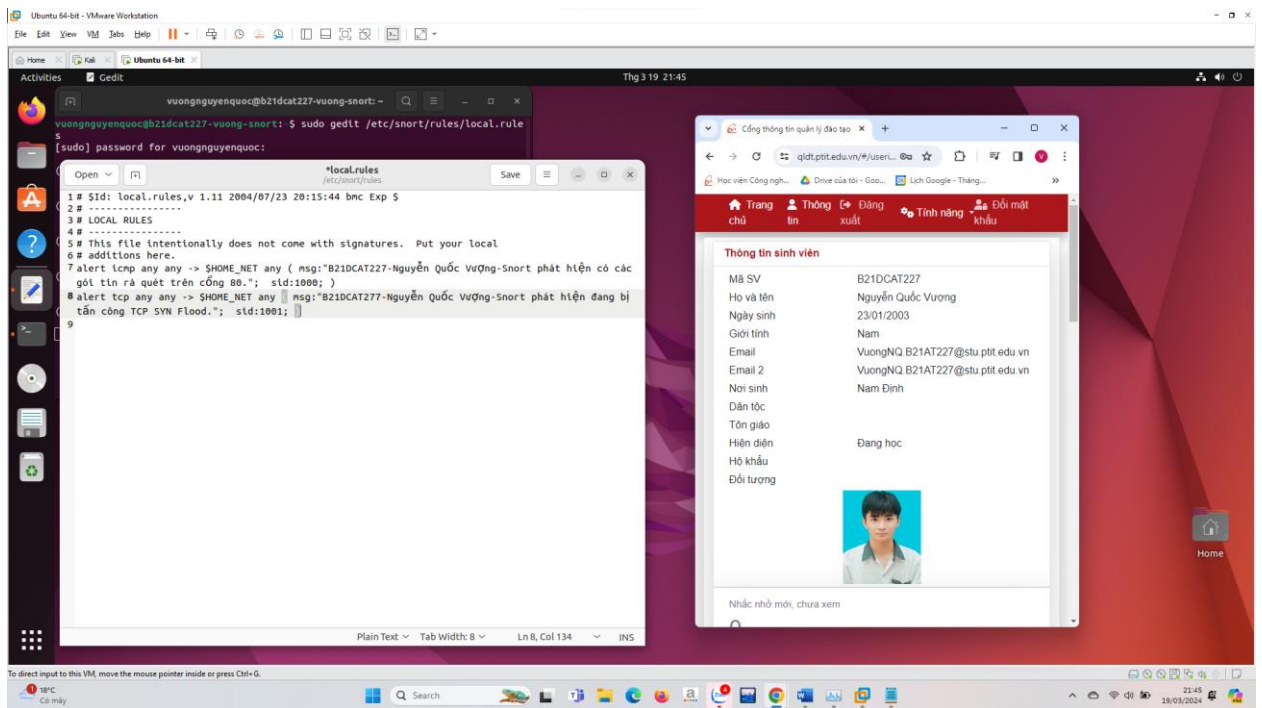 Ubuntu 64-bit - VMware Workstation
File Edit View VM Tabs Help
Home Kali Ubuntu 64-bit
Activities Gedit Thg 3 19 21:45
vuongnguyenquoc@b21dcat227-vuong-snort: ~
vuongnguyenquoc@b21dcat227-vuong-snort:~$ sudo gedit /etc/snort/rules/local.rule
s
[sudo] password for vuongnguyenquoc:
Open *local.rules Save
/etc/snort/rules
1 # $Id: local.rules,v 1.11 2004/07/23 20:15:44 bmc Exp $
2 # ----------------
3 # LOCAL RULES
4 # ----------------
5 # This file intentionally does not come with signatures. Put your local
6 # additions here.
7 alert icmp any any -> $HOME_NET any ( msg:"B21DCAT227-Nguyễn Quốc Vượng-Snort phát hiện có các
gói tin rà quét trên cổng 80."; sid:1000; )
8 alert tcp any any -> $HOME_NET any ( msg:"B21DCAT277-Nguyễn Quốc Vượng-Snort phát hiện đang bị
tấn công TCP SYN Flood."; sid:1001; )
9
Plain Text Tab Width: 8 Ln 8, Col 134 INS
Cổng thông tin quản lý đào tạo
qldt.ptit.edu.vn/#/useri...
Học viện Công ngh... Drive của tôi - Goo... Lịch Google - Tháng...
Trang chủ Thông tin Đăng xuất Tính năng Đổi mật khẩu
Thông tin sinh viên
Mã SV B21DCAT227
Họ và tên Nguyễn Quốc Vượng
Ngày sinh 23/01/2003
Giới tính Nam
Email VuongNQ.B21AT227@stu.ptit.edu.vn
Email 2 VuongNQ.B21AT227@stu.ptit.edu.vn
Nơi sinh Nam Định
Dân tộc
Tôn giáo
Hiện diện Đang học
Hộ khẩu
Đối tượng
Nhắc nhở mới, chưa xem
Home
To direct input to this VM, move the mouse pointer inside or press Ctrl+G.
18°C
Có mây
Search
21:45
19/03/2024